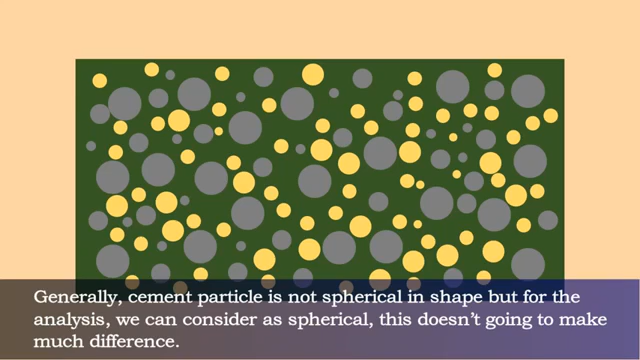 Generally, cement particle is not spherical in shape but for the
analysis, we can consider as spherical, this doesn't going to make
much difference.